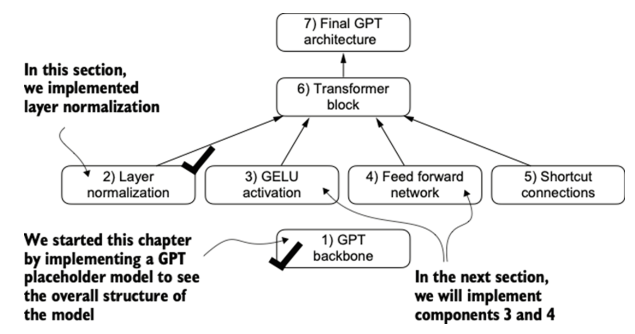 7) Final GPT
architecture
In this section,
we implemented
layer normalization
6) Transformer
block
2) Layer
normalization
3) GELU
activation
4) Feed forward
network
5) Shortcut
connections
We started this chapter
by implementing a GPT
placeholder model to see
the overall structure of
the model
1) GPT
backbone
In the next section,
we will implement
components 3 and 4